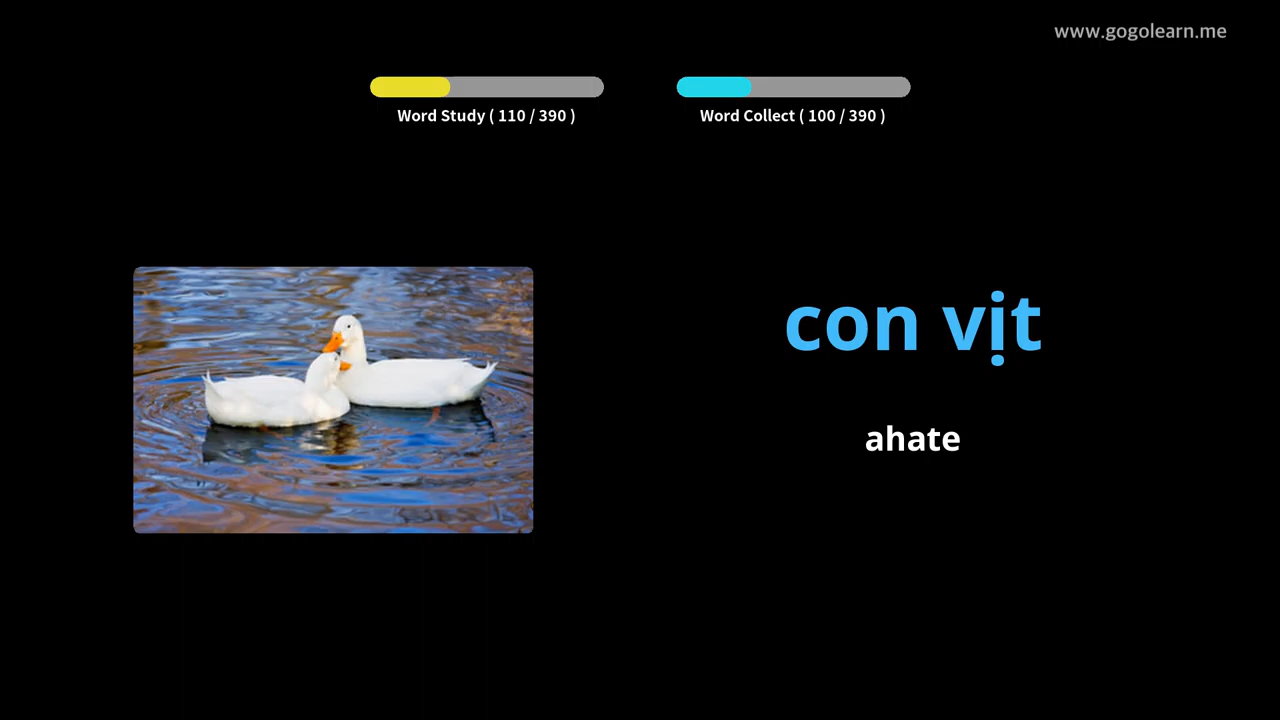 www.gogolearn.me
Word Study ( 110 / 390 )
Word Collect ( 100 / 390 )
con vịt
ahate